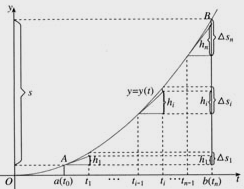 y
B
h_n
Δs_n
s
y=y(t)
h_i
h_i
Δs_i
A
h_1
h_1
Δs_1
O
a(t_0)
t_1
...
t_{i-1}
t_i
...
t_{n-1}
b(t_n)
t